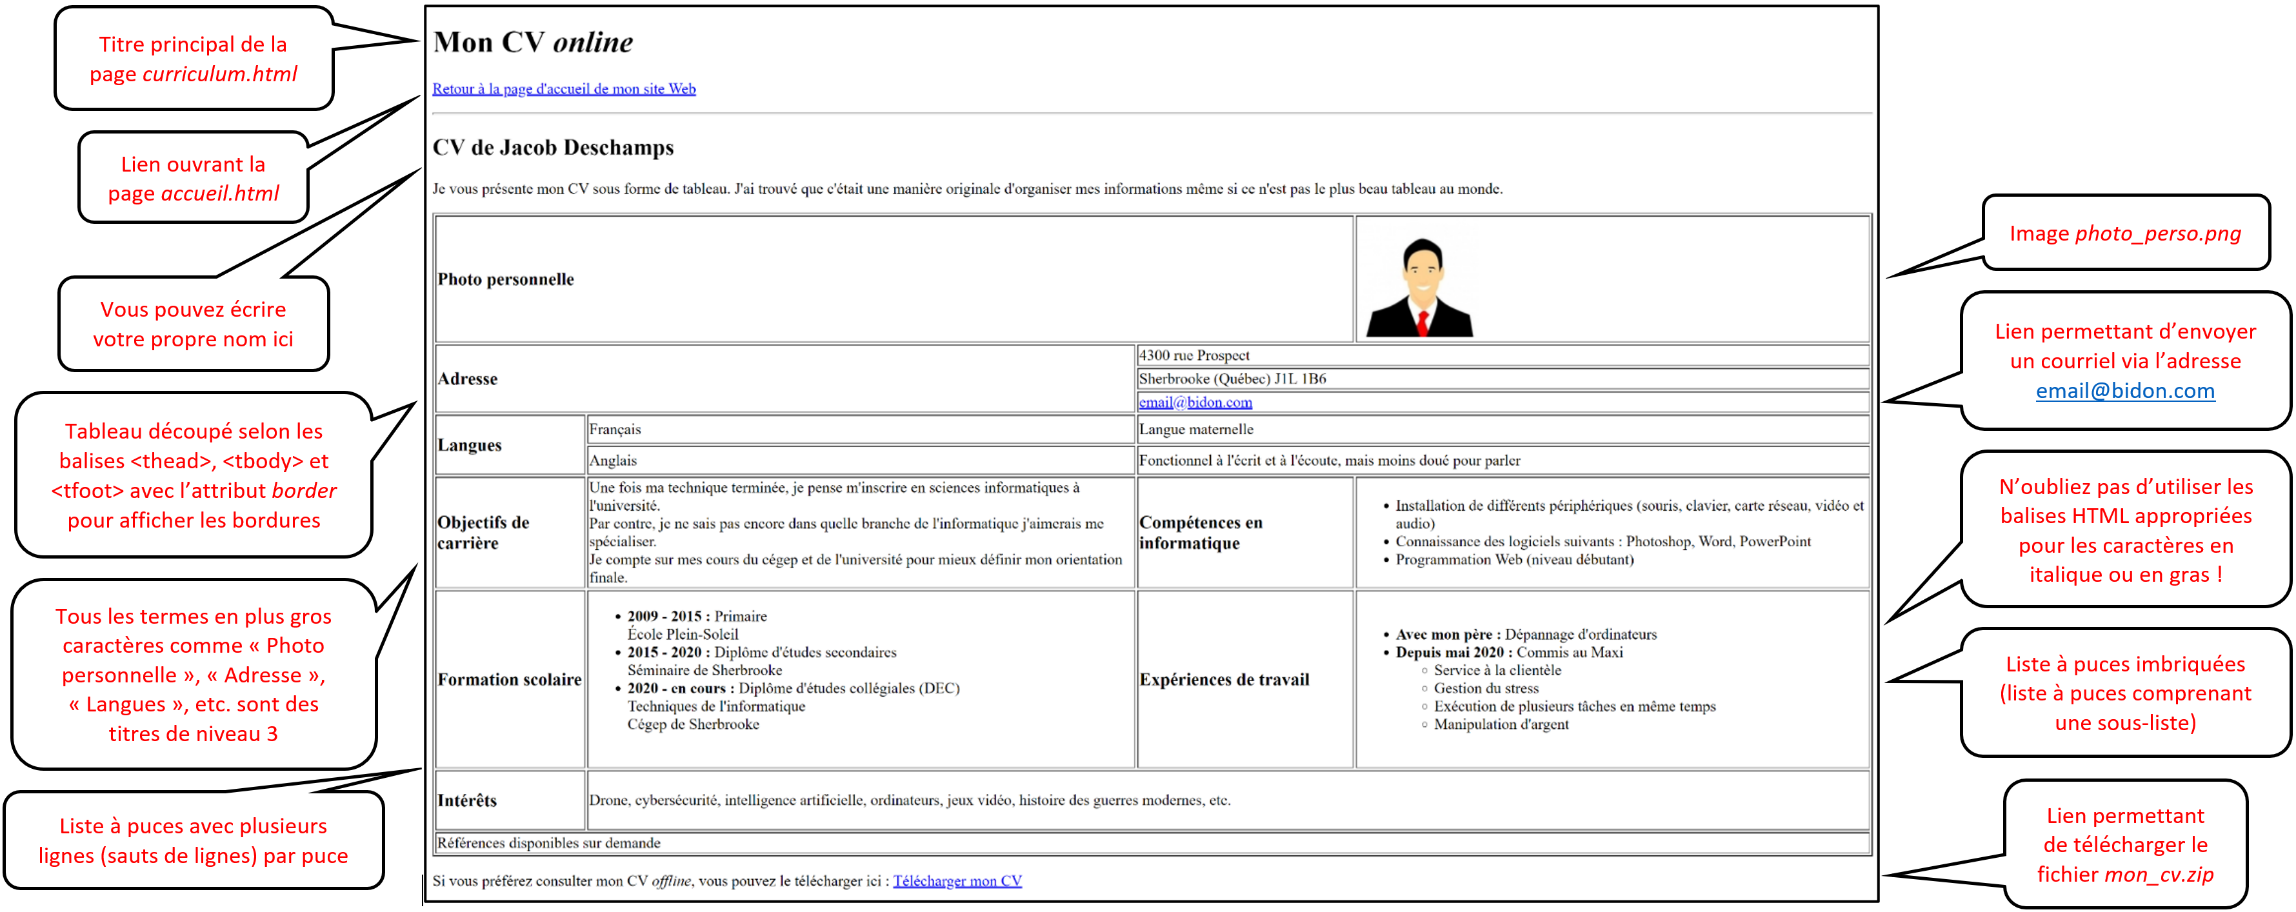 Titre principal de la
page curriculum.html
Lien ouvrant la
page accueil.html
Vous pouvez écrire
votre propre nom ici
Tableau découpé selon les
balises <thead>, <tbody> et
<tfoot> avec l’attribut border
pour afficher les bordures
Tous les termes en plus gros
caractères comme « Photo
personnelle », « Adresse »,
« Langues », etc. sont des
titres de niveau 3
Liste à puces avec plusieurs
lignes (sauts de lignes) par puce
Mon CV online
Retour à la page d'accueil de mon site Web
CV de Jacob Deschamps
Je vous présente mon CV sous forme de tableau. J'ai trouvé que c'était une manière originale d'organiser mes informations même si ce n'est pas le plus beau tableau au monde.
Photo personnelle
Adresse
4300 rue Prospect
Sherbrooke (Québec) J1L 1B6
email@bidon.com
Langues
Français
Langue maternelle
Anglais
Fonctionnel à l'écrit et à l'écoute, mais moins doué pour parler
Objectifs de
carrière
Une fois ma technique terminée, je pense m'inscrire en sciences informatiques à
l'université.
Par contre, je ne sais pas encore dans quelle branche de l'informatique j'aimerais me
spécialiser.
Je compte sur mes cours du cégep et de l'université pour mieux définir mon orientation
finale.
Compétences en
informatique
• Installation de différents périphériques (souris, clavier, carte réseau, vidéo et
audio)
• Connaissance des logiciels suivants : Photoshop, Word, PowerPoint
• Programmation Web (niveau débutant)
Formation scolaire
• 2009 - 2015 : Primaire
École Plein-Soleil
• 2015 - 2020 : Diplôme d'études secondaires
Séminaire de Sherbrooke
• 2020 - en cours : Diplôme d'études collégiales (DEC)
Techniques de l'informatique
Cégep de Sherbrooke
Expériences de travail
• Avec mon père : Dépannage d'ordinateurs
• Depuis mai 2020 : Commis au Maxi
◦ Service à la clientèle
◦ Gestion du stress
◦ Exécution de plusieurs tâches en même temps
◦ Manipulation d'argent
Intérêts
Drone, cybersécurité, intelligence artificielle, ordinateurs, jeux vidéo, histoire des guerres modernes, etc.
Références disponibles sur demande
Si vous préférez consulter mon CV offline, vous pouvez le télécharger ici : Télécharger mon CV
Image photo_perso.png
Lien permettant d’envoyer
un courriel via l’adresse
email@bidon.com
N’oubliez pas d’utiliser les
balises HTML appropriées
pour les caractères en
italique ou en gras !
Liste à puces imbriquées
(liste à puces comprenant
une sous-liste)
Lien permettant
de télécharger le
fichier mon_cv.zip